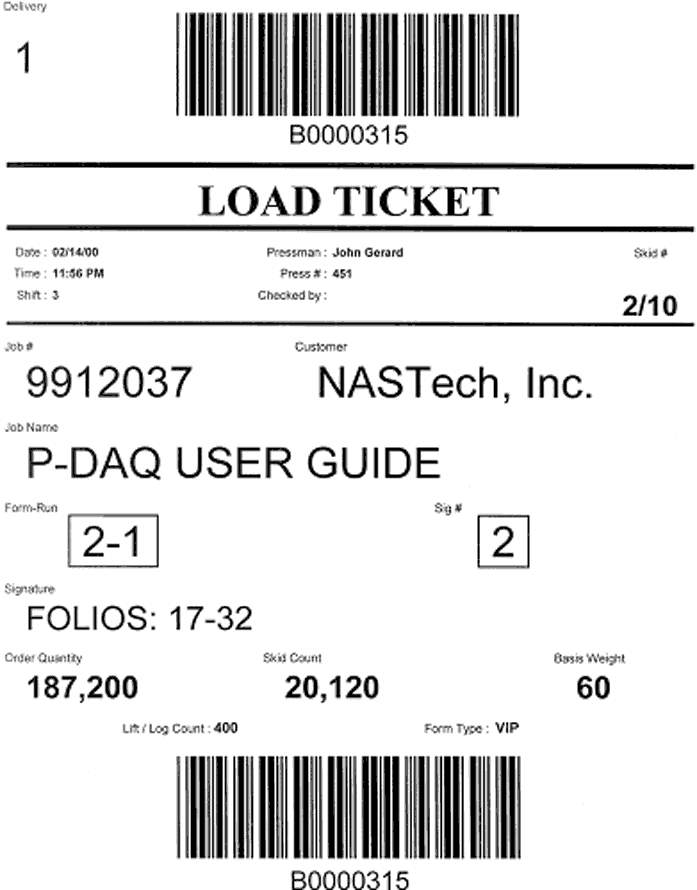 Delivery
1
B0000315
LOAD TICKET
Date : 02/14/00 Pressman : John Gerard Skid #
Time : 11:56 PM Press # : 451
Shift : 3 Checked by :
2/10
Job # Customer
9912037 NASTech, Inc.
Job Name
P-DAQ USER GUIDE
Form-Run Sig #
2-1 2
Signature
FOLIOS: 17-32
Order Quantity Skid Count Basis Weight
187,200 20,120 60
Lift / Log Count : 400 Form Type : VIP
B0000315